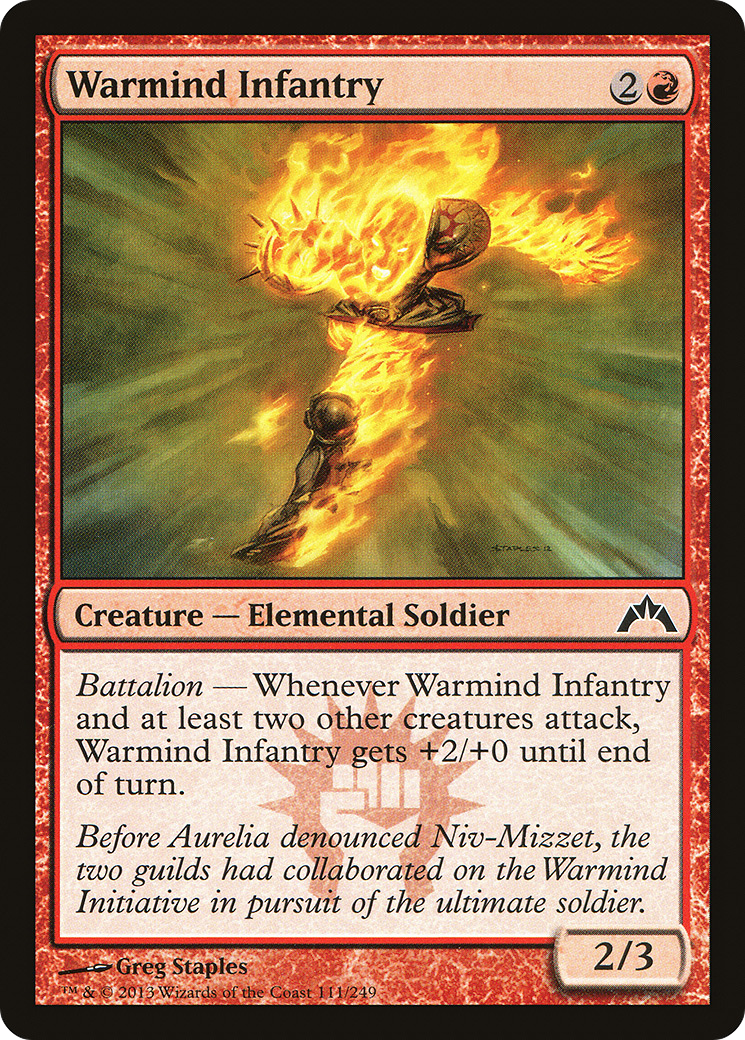 Warmind Infantry 2
STAPLES 12
Creature — Elemental Soldier
Battalion — Whenever Warmind Infantry
and at least two other creatures attack,
Warmind Infantry gets +2/+0 until end
of turn.
Before Aurelia denounced Niv-Mizzet, the
two guilds had collaborated on the Warmind
Initiative in pursuit of the ultimate soldier.
2/3
Greg Staples
™ & © 2013 Wizards of the Coast 111/249